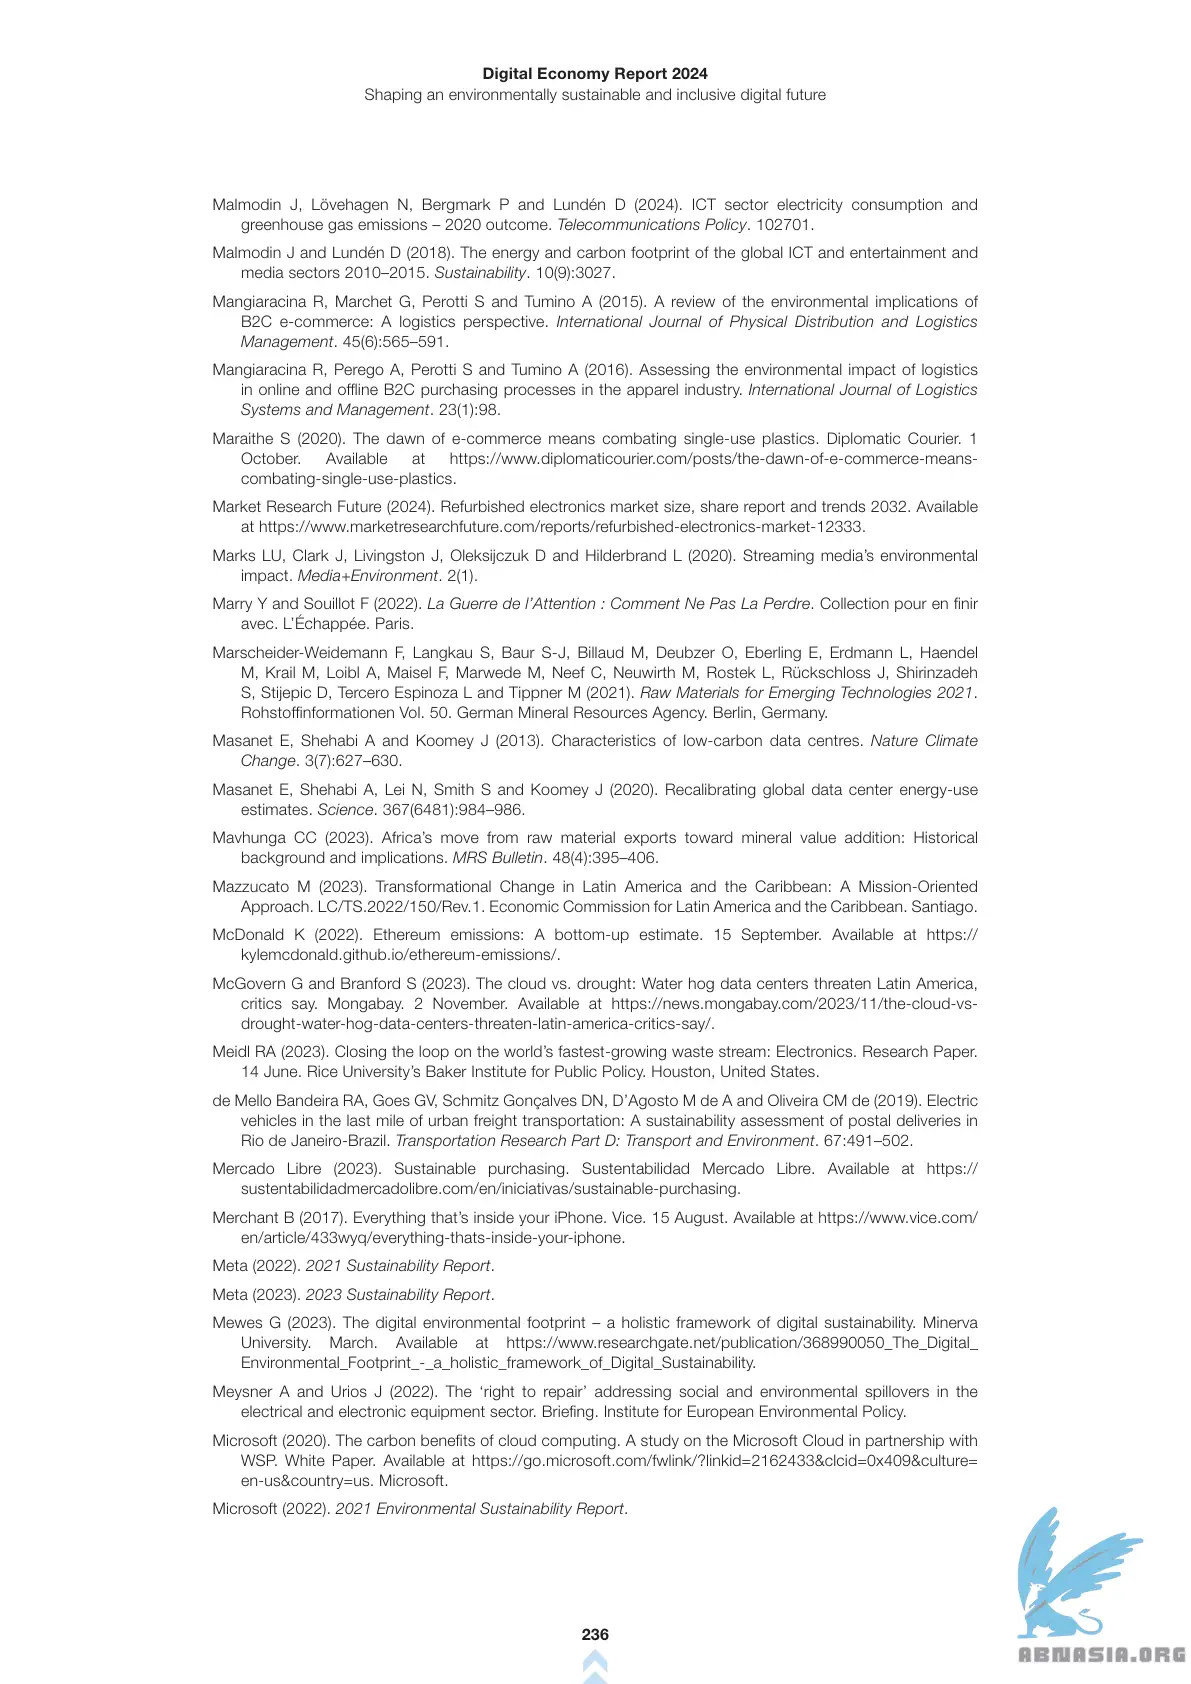 Digital Economy Report 2024
Shaping an environmentally sustainable and inclusive digital future
Malmodin J, Lövehagen N, Bergmark P and Lundén D (2024). ICT sector electricity consumption and
greenhouse gas emissions – 2020 outcome. Telecommunications Policy. 102701.
Malmodin J and Lundén D (2018). The energy and carbon footprint of the global ICT and entertainment and
media sectors 2010–2015. Sustainability. 10(9):3027.
Mangiaracina R, Marchet G, Perotti S and Tumino A (2015). A review of the environmental implications of
B2C e-commerce: A logistics perspective. International Journal of Physical Distribution and Logistics
Management. 45(6):565–591.
Mangiaracina R, Perego A, Perotti S and Tumino A (2016). Assessing the environmental impact of logistics
in online and offline B2C purchasing processes in the apparel industry. International Journal of Logistics
Systems and Management. 23(1):98.
Maraithe S (2020). The dawn of e-commerce means combating single-use plastics. Diplomatic Courier. 1
October. Available at https://www.diplomaticourier.com/posts/the-dawn-of-e-commerce-means-
combating-single-use-plastics.
Market Research Future (2024). Refurbished electronics market size, share report and trends 2032. Available
at https://www.marketresearchfuture.com/reports/refurbished-electronics-market-12333.
Marks LU, Clark J, Livingston J, Oleksijczuk D and Hilderbrand L (2020). Streaming media’s environmental
impact. Media+Environment. 2(1).
Marry Y and Souillot F (2022). La Guerre de l’Attention : Comment Ne Pas La Perdre. Collection pour en finir
avec. L’Échappée. Paris.
Marscheider-Weidemann F, Langkau S, Baur S-J, Billaud M, Deubzer O, Eberling E, Erdmann L, Haendel
M, Krail M, Loibl A, Maisel F, Marwede M, Neef C, Neuwirth M, Rostek L, Rückschloss J, Shirinzadeh
S, Stijepic D, Tercero Espinoza L and Tippner M (2021). Raw Materials for Emerging Technologies 2021.
Rohstoffinformationen Vol. 50. German Mineral Resources Agency. Berlin, Germany.
Masanet E, Shehabi A and Koomey J (2013). Characteristics of low-carbon data centres. Nature Climate
Change. 3(7):627–630.
Masanet E, Shehabi A, Lei N, Smith S and Koomey J (2020). Recalibrating global data center energy-use
estimates. Science. 367(6481):984–986.
Mavhunga CC (2023). Africa’s move from raw material exports toward mineral value addition: Historical
background and implications. MRS Bulletin. 48(4):395–406.
Mazzucato M (2023). Transformational Change in Latin America and the Caribbean: A Mission-Oriented
Approach. LC/TS.2022/150/Rev.1. Economic Commission for Latin America and the Caribbean. Santiago.
McDonald K (2022). Ethereum emissions: A bottom-up estimate. 15 September. Available at https://
kylemcdonald.github.io/ethereum-emissions/.
McGovern G and Branford S (2023). The cloud vs. drought: Water hog data centers threaten Latin America,
critics say. Mongabay. 2 November. Available at https://news.mongabay.com/2023/11/the-cloud-vs-
drought-water-hog-data-centers-threaten-latin-america-critics-say/.
Meidl RA (2023). Closing the loop on the world’s fastest-growing waste stream: Electronics. Research Paper.
14 June. Rice University’s Baker Institute for Public Policy. Houston, United States.
de Mello Bandeira RA, Goes GV, Schmitz Gonçalves DN, D’Agosto M de A and Oliveira CM de (2019). Electric
vehicles in the last mile of urban freight transportation: A sustainability assessment of postal deliveries in
Rio de Janeiro-Brazil. Transportation Research Part D: Transport and Environment. 67:491–502.
Mercado Libre (2023). Sustainable purchasing. Sustentabilidad Mercado Libre. Available at https://
sustentabilidadmercadolibre.com/en/iniciativas/sustainable-purchasing.
Merchant B (2017). Everything that’s inside your iPhone. Vice. 15 August. Available at https://www.vice.com/
en/article/433wyq/everything-thats-inside-your-iphone.
Meta (2022). 2021 Sustainability Report.
Meta (2023). 2023 Sustainability Report.
Mewes G (2023). The digital environmental footprint – a holistic framework of digital sustainability. Minerva
University. March. Available at https://www.researchgate.net/publication/368990050_The_Digital_
Environmental_Footprint_-_a_holistic_framework_of_Digital_Sustainability.
Meysner A and Urios J (2022). The ‘right to repair’ addressing social and environmental spillovers in the
electrical and electronic equipment sector. Briefing. Institute for European Environmental Policy.
Microsoft (2020). The carbon benefits of cloud computing. A study on the Microsoft Cloud in partnership with
WSP. White Paper. Available at https://go.microsoft.com/fwlink/?linkid=2162433&clcid=0x409&culture=
en-us&country=us. Microsoft.
Microsoft (2022). 2021 Environmental Sustainability Report.
236
ABNASIA.ORG